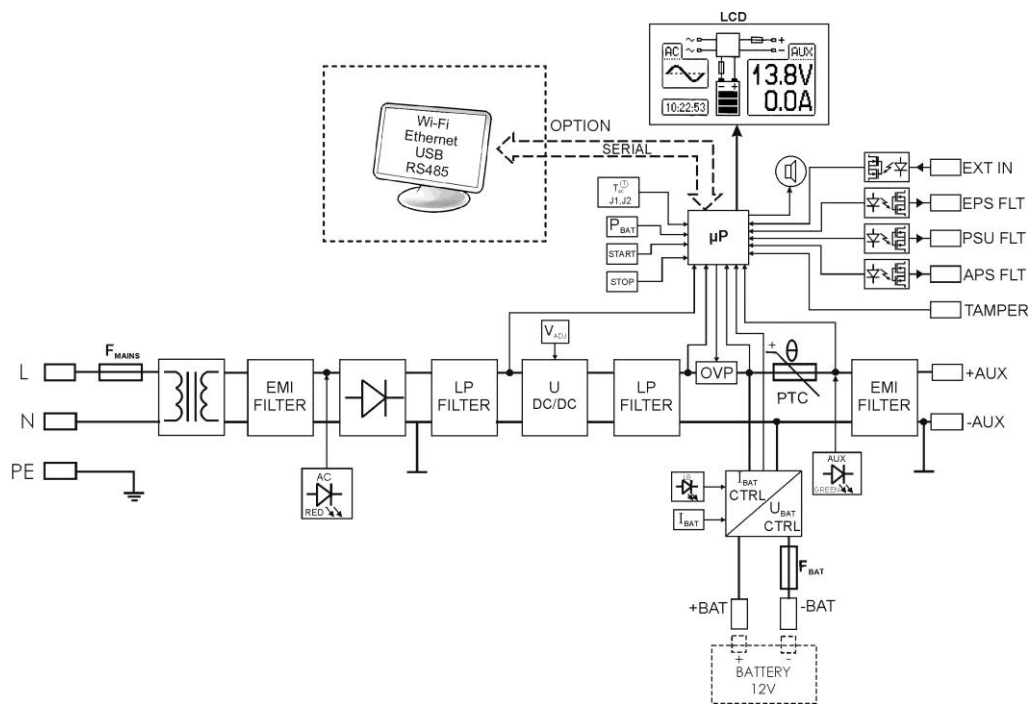 LCD
AC
AUX
13.8V
0.0A
10:22:53
Wi-Fi
Ethernet
USB
RS485
OPTION
SERIAL
J1,J2
P BAT
START
STOP
µP
EXT IN
EPS FLT
PSU FLT
APS FLT
TAMPER
F MAINS
L
N
PE
EMI
FILTER
LP
FILTER
V ADJ
U
DC/DC
LP
FILTER
OVP
+ θ
PTC
EMI
FILTER
+AUX
-AUX
AC
RED
AUX
GREEN
I BAT
CTRL
U BAT
CTRL
I BAT
F BAT
+BAT
-BAT
+ -
BATTERY
12V